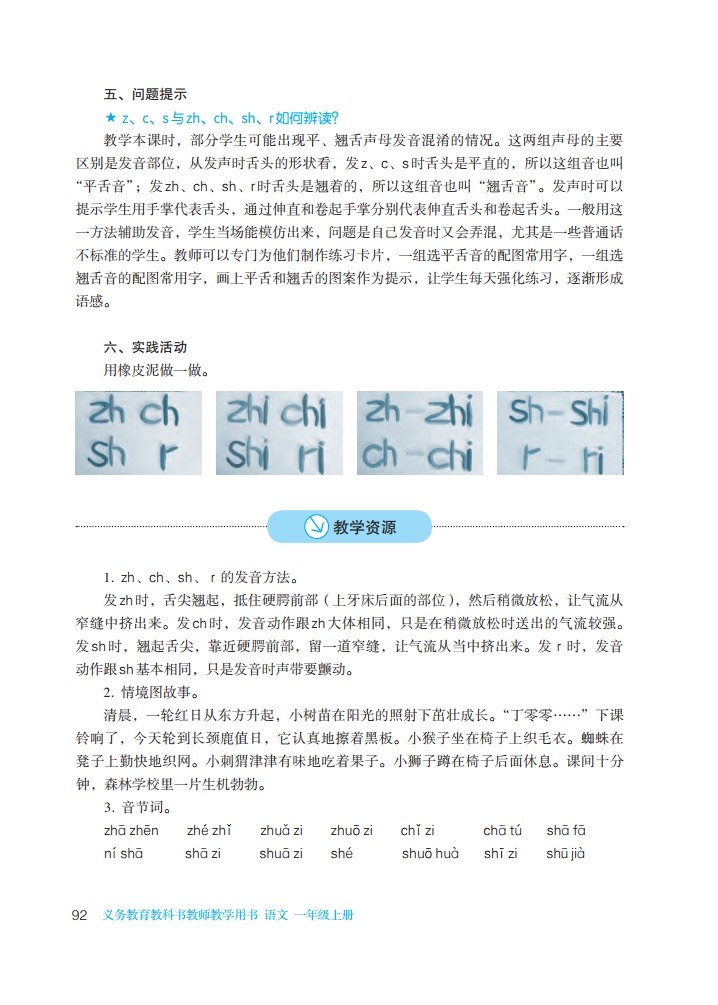 五、问题提示
★ z、c、s与zh、ch、sh、r如何辨读？
教学本课时，部分学生可能出现平、翘舌声母发音混淆的情况。这两组声母的主要
区别是发音部位，从发声时舌头的形状看，发z、c、s时舌头是平直的，所以这组音也叫
“平舌音”；发zh、ch、sh、r时舌头是翘着的，所以这组音也叫“翘舌音”。发声时可以
提示学生用手掌代表舌头，通过伸直和卷起手掌分别代表伸直舌头和卷起舌头。一般用这
一方法辅助发音，学生当场能模仿出来，问题是自己发音时又会弄混，尤其是一些普通话
不标准的学生。教师可以专门为他们制作练习卡片，一组选平舌音的配图常用字，一组选
翘舌音的配图常用字，画上平舌和翘舌的图案作为提示，让学生每天强化练习，逐渐形成
语感。
六、实践活动
用橡皮泥做一做。
zh ch
sh r
zhi chi
shi ri
zh－zhi
ch－chi
sh－shi
r－ri
教学资源
1. zh、ch、sh、r 的发音方法。
发zh时，舌尖翘起，抵住硬腭前部（上牙床后面的部位），然后稍微放松，让气流从
窄缝中挤出来。发ch时，发音动作跟zh大体相同，只是在稍微放松时送出的气流较强。
发sh时，翘起舌尖，靠近硬腭前部，留一道窄缝，让气流从当中挤出来。发 r 时，发音
动作跟sh基本相同，只是发音时声带要颤动。
2. 情境图故事。
清晨，一轮红日从东方升起，小树苗在阳光的照射下茁壮成长。“丁零零……”下课
铃响了，今天轮到长颈鹿值日，它认真地擦着黑板。小猴子坐在椅子上织毛衣。蜘蛛在
凳子上勤快地织网。小刺猬津津有味地吃着果子。小狮子蹲在椅子后面休息。课间十分
钟，森林学校里一片生机勃勃。
3. 音节词。
zhā zhēn zhé zhǐ zhuǎ zi zhuō zi chǐ zi chā tú shā fā
ní shā shā zi shuā zi shé shuō huà shī zi shū jià
92 义务教育教科书教师教学用书 语文 一年级上册